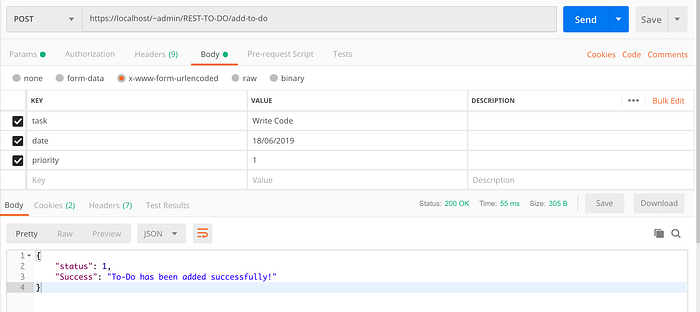 POST https://localhost/~admin/REST-TO-DO/add-to-do Send Save
Params Authorization Headers (9) Body Pre-request Script Tests Cookies Code Comments
none form-data x-www-form-urlencoded raw binary
KEY VALUE DESCRIPTION ••• Bulk Edit
task Write Code
date 18/06/2019
priority 1
Key Value Description
Body Cookies (2) Headers (7) Test Results Status: 200 OK Time: 55 ms Size: 305 B Save Download
Pretty Raw Preview JSON
1 {
2 "status": 1,
3 "Success": "To-Do has been added successfully!"
4 }